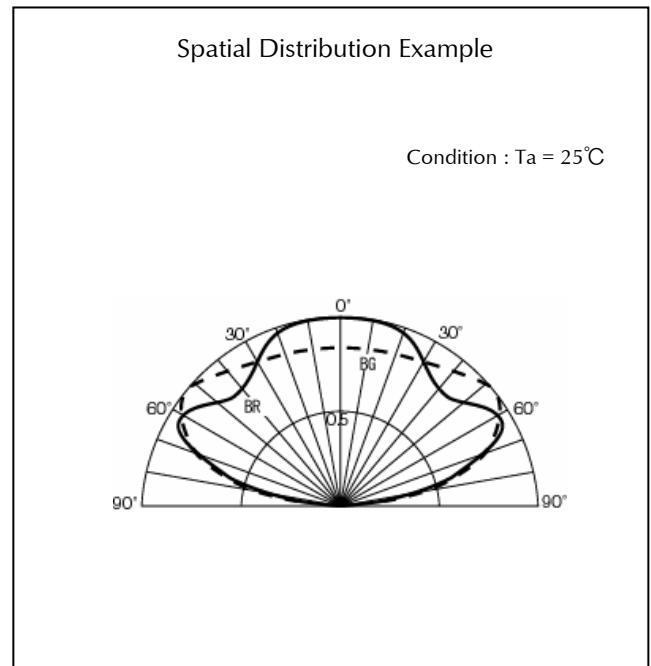 Spatial Distribution Example
Condition : Ta = 25℃
0°
30° 30°
BG
60° BR 60°
0.5
90° 90°